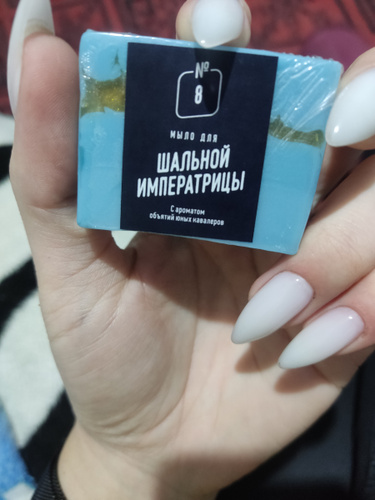 №
8
МЫЛО ДЛЯ
ШАЛЬНОЙ
ИМПЕРАТРИЦЫ
С ароматом
объятий юных кавалеров